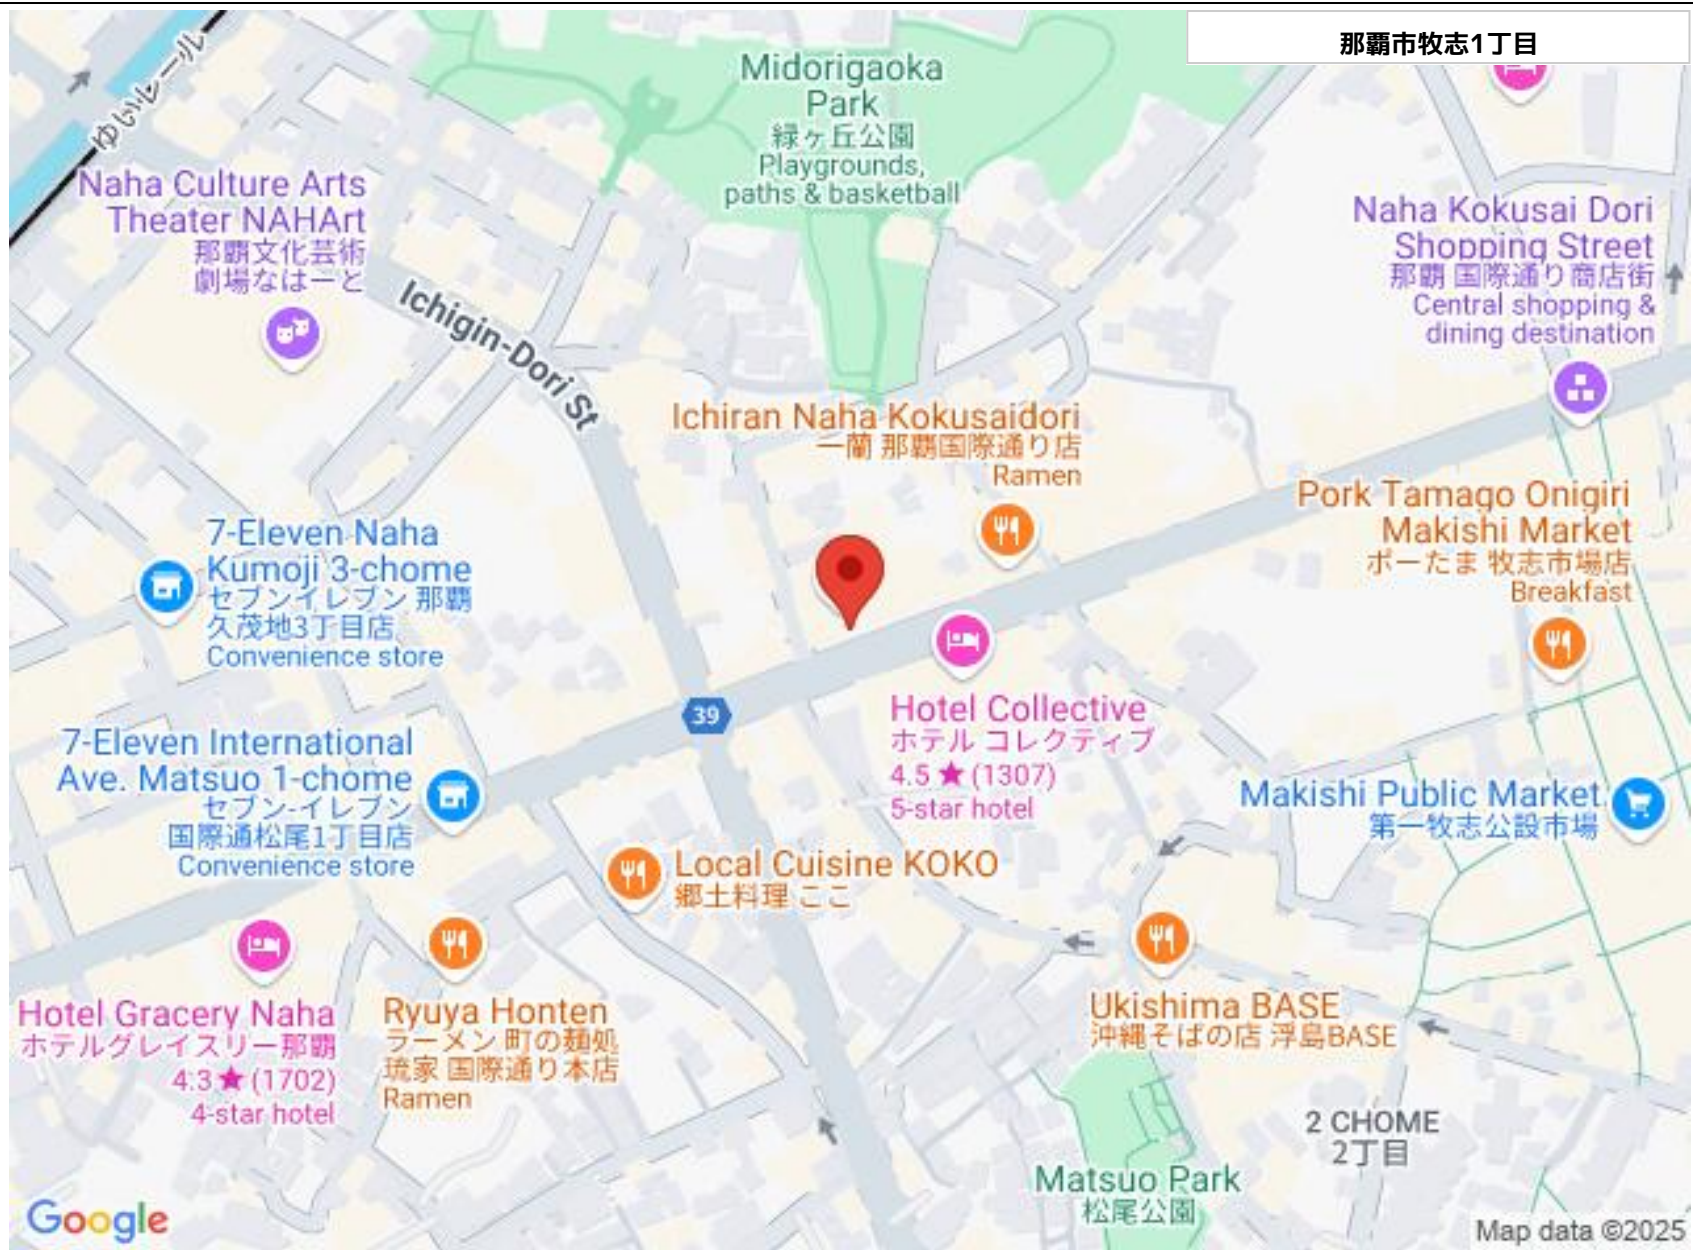 那覇市牧志1丁目
ゆいレール
Midorigaoka
Park
緑ヶ丘公園
Playgrounds,
paths & basketball
Naha Culture Arts
Theater NAHArt
那覇文化芸術
劇場なはーと
Naha Kokusai Dori
Shopping Street
那覇 国際通り商店街
Central shopping &
dining destination
Ichigin-Dori St
Ichiran Naha Kokusaidori
一蘭 那覇国際通り店
Ramen
Pork Tamago Onigiri
Makishi Market
ポーたま 牧志市場店
Breakfast
7-Eleven Naha
Kumoji 3-chome
セブンイレブン 那覇
久茂地3丁目店
Convenience store
39
Hotel Collective
ホテル コレクティブ
4.5 ★ (1307)
5-star hotel
7-Eleven International
Ave. Matsuo 1-chome
セブン-イレブン
国際通松尾1丁目店
Convenience store
Makishi Public Market
第一牧志公設市場
Local Cuisine KOKO
郷土料理 ここ
Hotel Gracery Naha
ホテルグレイスリー那覇
4.3 ★ (1702)
4-star hotel
Ryuya Honten
ラーメン 町の麺処
琉家 国際通り本店
Ramen
Ukishima BASE
沖縄そばの店 浮島BASE
2 CHOME
2丁目
Matsuo Park
松尾公園
Google
Map data ©2025